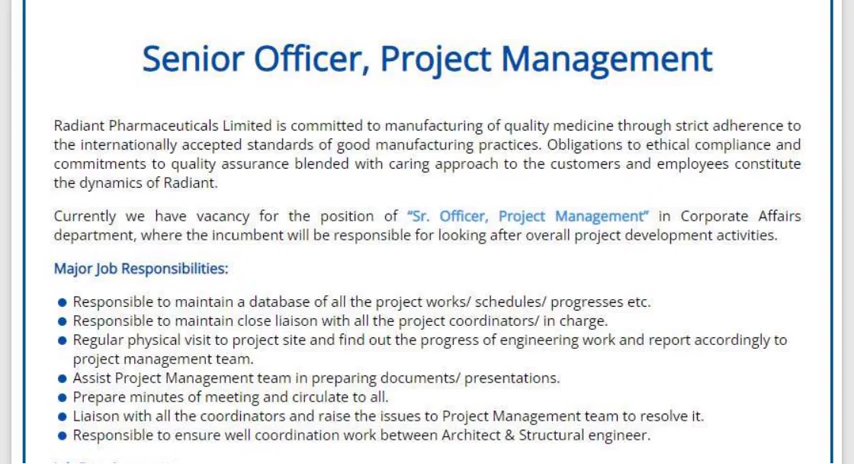 Senior Officer, Project Management
Radiant Pharmaceuticals Limited is committed to manufacturing of quality medicine through strict adherence to
the internationally accepted standards of good manufacturing practices. Obligations to ethical compliance and
commitments to quality assurance blended with caring approach to the customers and employees constitute
the dynamics of Radiant.
Currently we have vacancy for the position of “Sr. Officer, Project Management” in Corporate Affairs
department, where the incumbent will be responsible for looking after overall project development activities.
Major Job Responsibilities:
● Responsible to maintain a database of all the project works/ schedules/ progresses etc.
● Responsible to maintain close liaison with all the project coordinators/ in charge.
● Regular physical visit to project site and find out the progress of engineering work and report accordingly to
project management team.
● Assist Project Management team in preparing documents/ presentations.
● Prepare minutes of meeting and circulate to all.
● Liaison with all the coordinators and raise the issues to Project Management team to resolve it.
● Responsible to ensure well coordination work between Architect & Structural engineer.